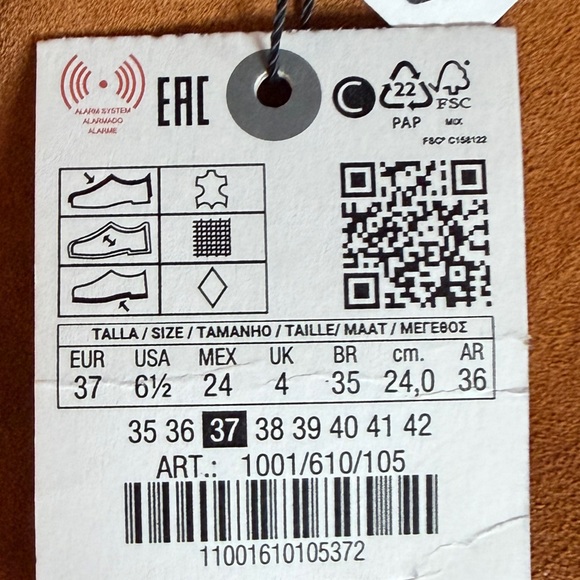 ALARM SYSTEM
ALARMADO
ALARME
EAC
22
PAP
FSC
MIX
FSC® C156122
TALLA / SIZE / TAMANHO / TAILLE/ MAAT / ΜΕΓΕΘΟΣ
EUR USA MEX UK BR cm. AR
37 6½ 24 4 35 24,0 36
35 36 37 38 39 40 41 42
ART.: 1001/610/105
11001610105372